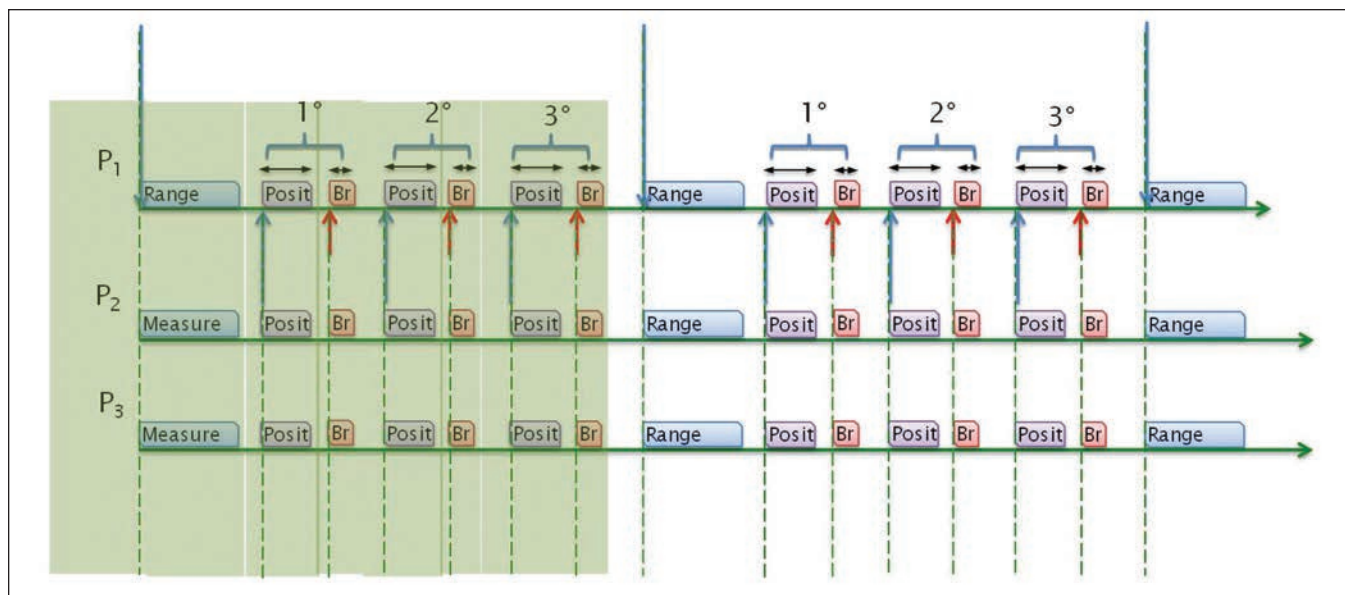 1° 2° 3° 1° 2° 3°
P1
Range Posit Br Posit Br Posit Br Range Posit Br Posit Br Posit Br Range
P2
Measure Posit Br Posit Br Posit Br Range Posit Br Posit Br Posit Br Range
P3
Measure Posit Br Posit Br Posit Br Range Posit Br Posit Br Posit Br Range